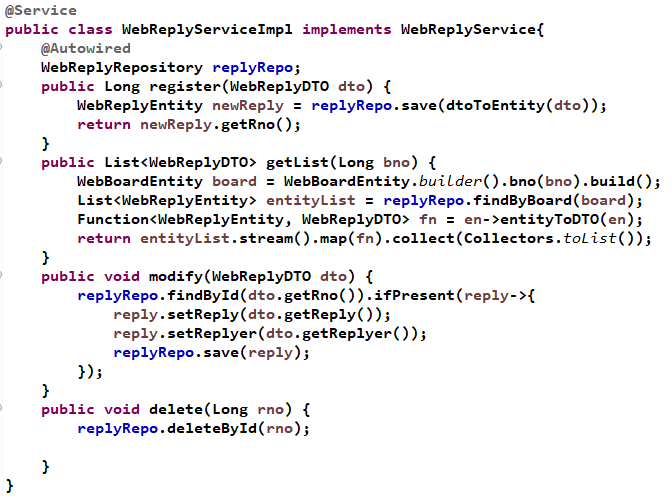 @Service
public class WebReplyServiceImpl implements WebReplyService{
    @Autowired
    WebReplyRepository replyRepo;
    public Long register(WebReplyDTO dto) {
        WebReplyEntity newReply = replyRepo.save(dtoToEntity(dto));
        return newReply.getRno();
    }
    public List<WebReplyDTO> getList(Long bno) {
        WebBoardEntity board = WebBoardEntity.builder().bno(bno).build();
        List<WebReplyEntity> entityList = replyRepo.findByBoard(board);
        Function<WebReplyEntity, WebReplyDTO> fn = en->entityToDTO(en);
        return entityList.stream().map(fn).collect(Collectors.toList());
    }
    public void modify(WebReplyDTO dto) {
        replyRepo.findById(dto.getRno()).ifPresent(reply->{
            reply.setReply(dto.getReply());
            reply.setReplyer(dto.getReplyer());
            replyRepo.save(reply);
        });
    }
    public void delete(Long rno) {
        replyRepo.deleteById(rno);

    }
}